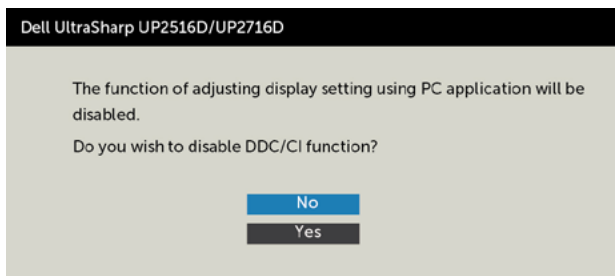 Dell UltraSharp UP2516D/UP2716D
The function of adjusting display setting using PC application will be
disabled.
Do you wish to disable DDC/CI function?
No
Yes